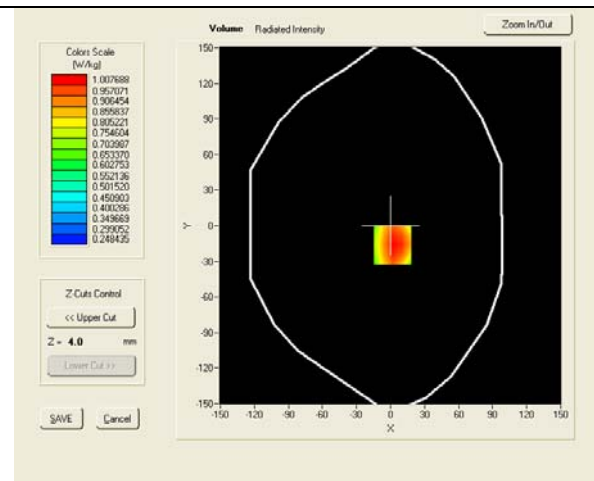 Volume Radiated Intensity
Zoom In/Out
Colors Scale
[W/kg]
1.007688
0.957071
0.906454
0.855837
0.805221
0.754604
0.703987
0.653370
0.602753
0.552136
0.501520
0.450903
0.400286
0.349669
0.299052
0.248435
Z-Cuts Control
<< Upper Cut
Z = 4.0 mm
Lower Cut >>
SAVE Cancel
150
120
90
60
30
0
-30
-60
-90
-120
-150
Y
-150 -120 -90 -60 -30 0 30 60 90 120 150
X